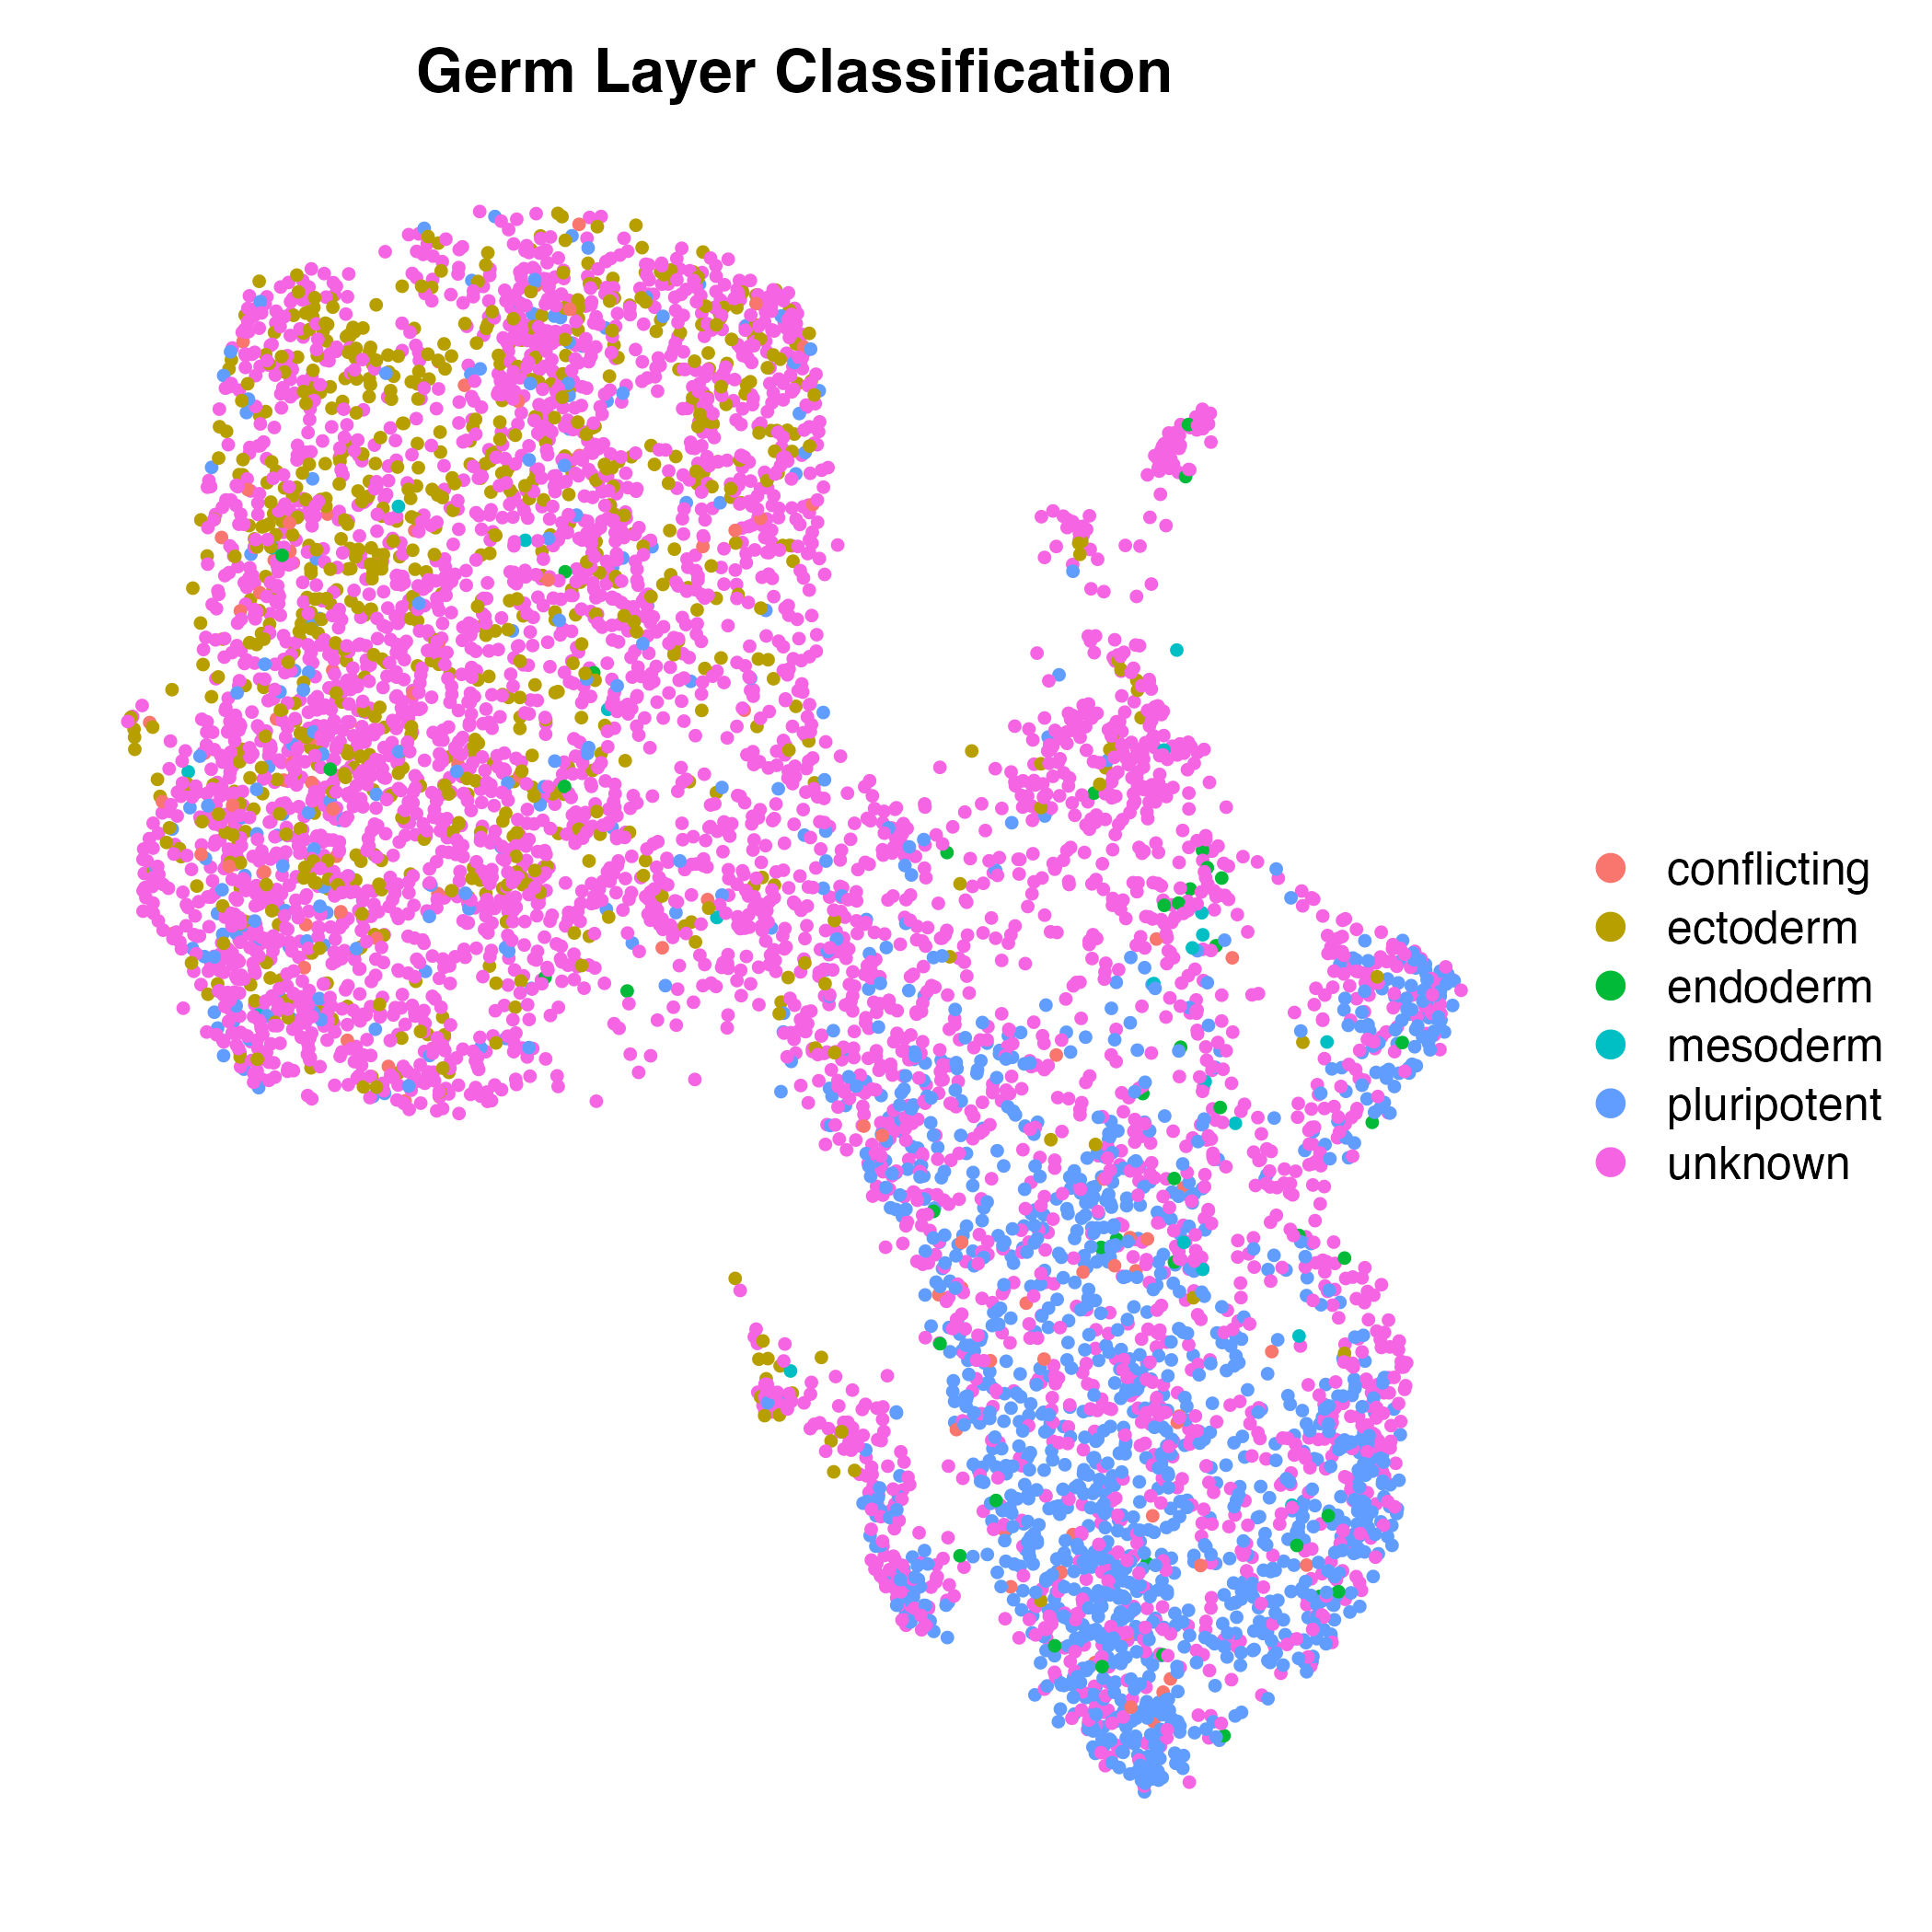 Germ Layer Classification
conflicting
ectoderm
endoderm
mesoderm
pluripotent
unknown